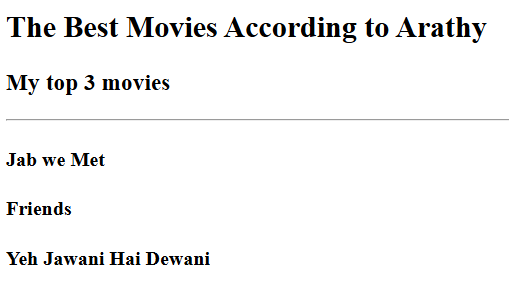 The Best Movies According to Arathy
My top 3 movies
Jab we Met
Friends
Yeh Jawani Hai Dewani